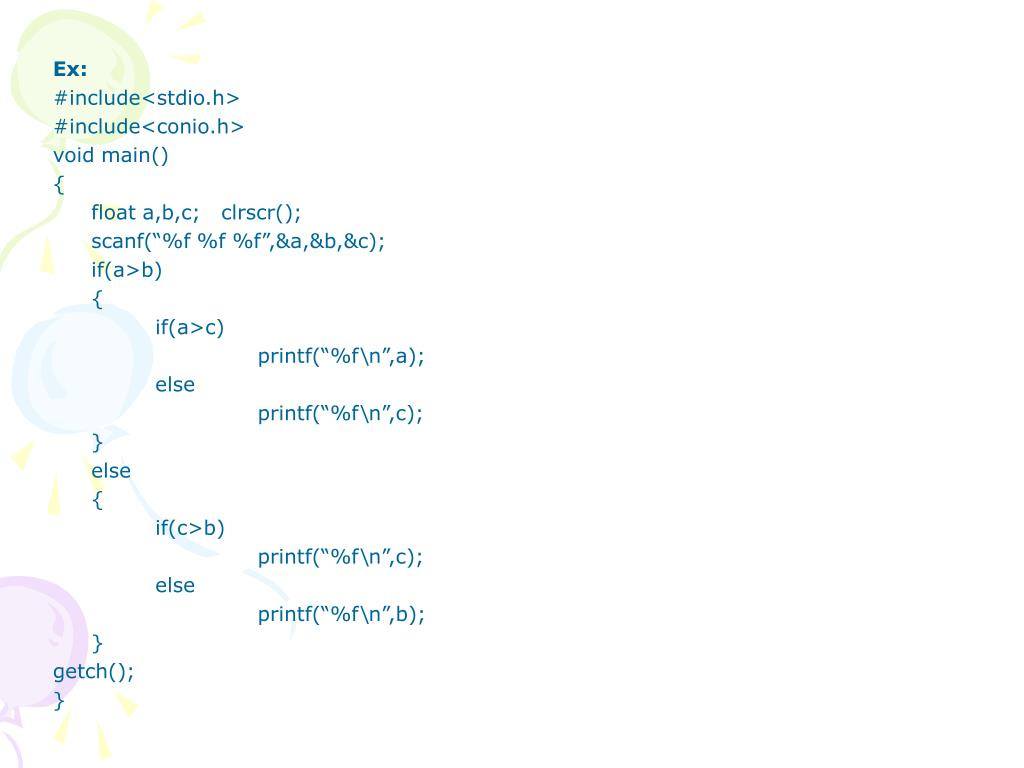 Ex:
#include<stdio.h>
#include<conio.h>
void main()
{
float a,b,c; clrscr();
scanf(“%f %f %f”,&a,&b,&c);
if(a>b)
{
if(a>c)
printf(“%f\n”,a);
else
printf(“%f\n”,c);
}
else
{
if(c>b)
printf(“%f\n”,c);
else
printf(“%f\n”,b);
}
getch();
}